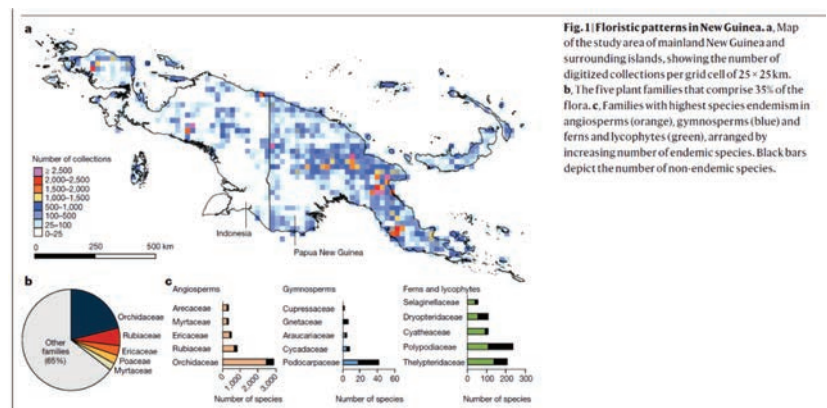 a
Number of collections
≥ 2,500
2,000–2,500
1,500–2,000
1,000–1,500
500–1,000
100–500
25–100
0–25
0 250 500 km
Indonesia
Papua New Guinea
Fig. 1 | Floristic patterns in New Guinea. a, Map
of the study area of mainland New Guinea and
surrounding islands, showing the number of
digitized collections per grid cell of 25 × 25 km.
b, The five plant families that comprise 35% of the
flora. c, Families with highest species endemism in
angiosperms (orange), gymnosperms (blue) and
ferns and lycophytes (green), arranged by
increasing number of endemic species. Black bars
depict the number of non-endemic species.
b
Other
families
(65%)
Orchidaceae
Rubiaceae
Ericaceae
Poaceae
Myrtaceae
c
Angiosperms
Arecaceae
Myrtaceae
Ericaceae
Rubiaceae
Orchidaceae
0 1,000 2,000 3,000
Number of species
Gymnosperms
Cupressaceae
Gnetaceae
Araucariaceae
Cycadaceae
Podocarpaceae
0 20 40 60
Number of species
Ferns and lycophytes
Selaginellaceae
Dryopteridaceae
Cyatheaceae
Polypodiaceae
Thelypteridaceae
0 100 200 300
Number of species